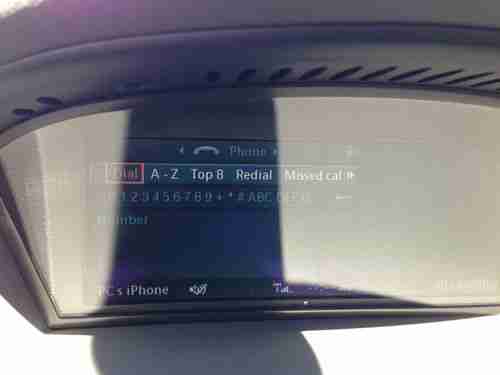 Phone
Dial A - Z Top 8 Redial Missed cal
1 2 3 4 5 6 7 8 9 + * # ABC
Number
PC s iPhone